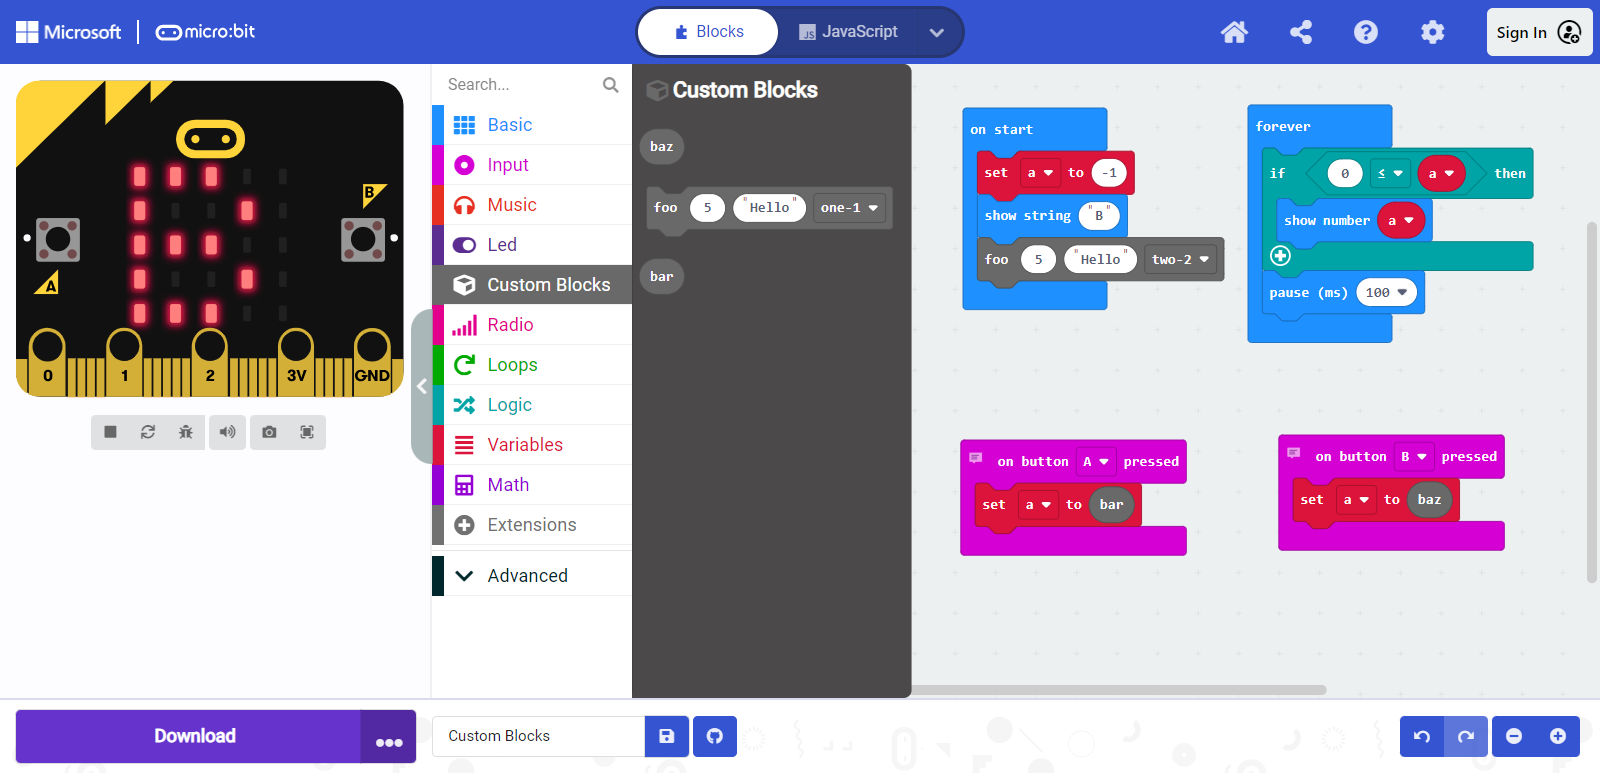 Microsoft micro:bit Blocks JS JavaScript Sign In
B
A
0 1 2 3V GND
Search...
Basic
Input
Music
Led
Custom Blocks
Radio
Loops
Logic
Variables
Math
Extensions
Advanced
Custom Blocks
baz
foo 5 "Hello" one-1
bar
on start
set a to -1
show string "B"
foo 5 "Hello" two-2
forever
if 0 ≤ a then
show number a
pause (ms) 100
on button A pressed
set a to bar
on button B pressed
set a to baz
Download ...
Custom Blocks